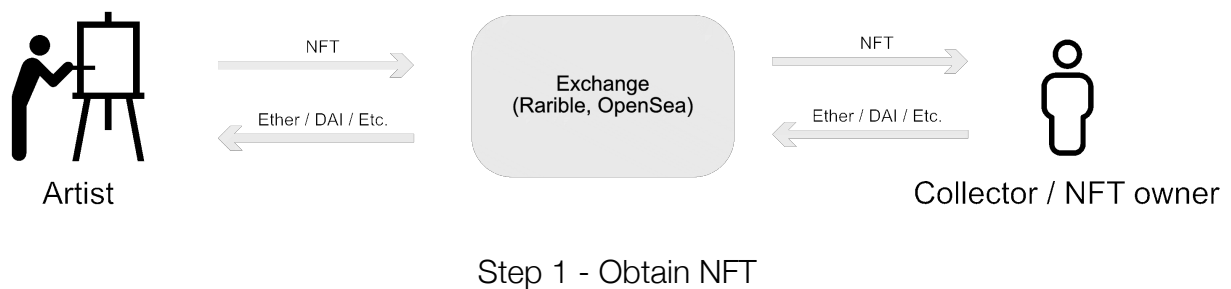 NFT
Ether / DAI / Etc.
Artist
Exchange
(Rarible, OpenSea)
NFT
Ether / DAI / Etc.
Collector / NFT owner
Step 1 - Obtain NFT